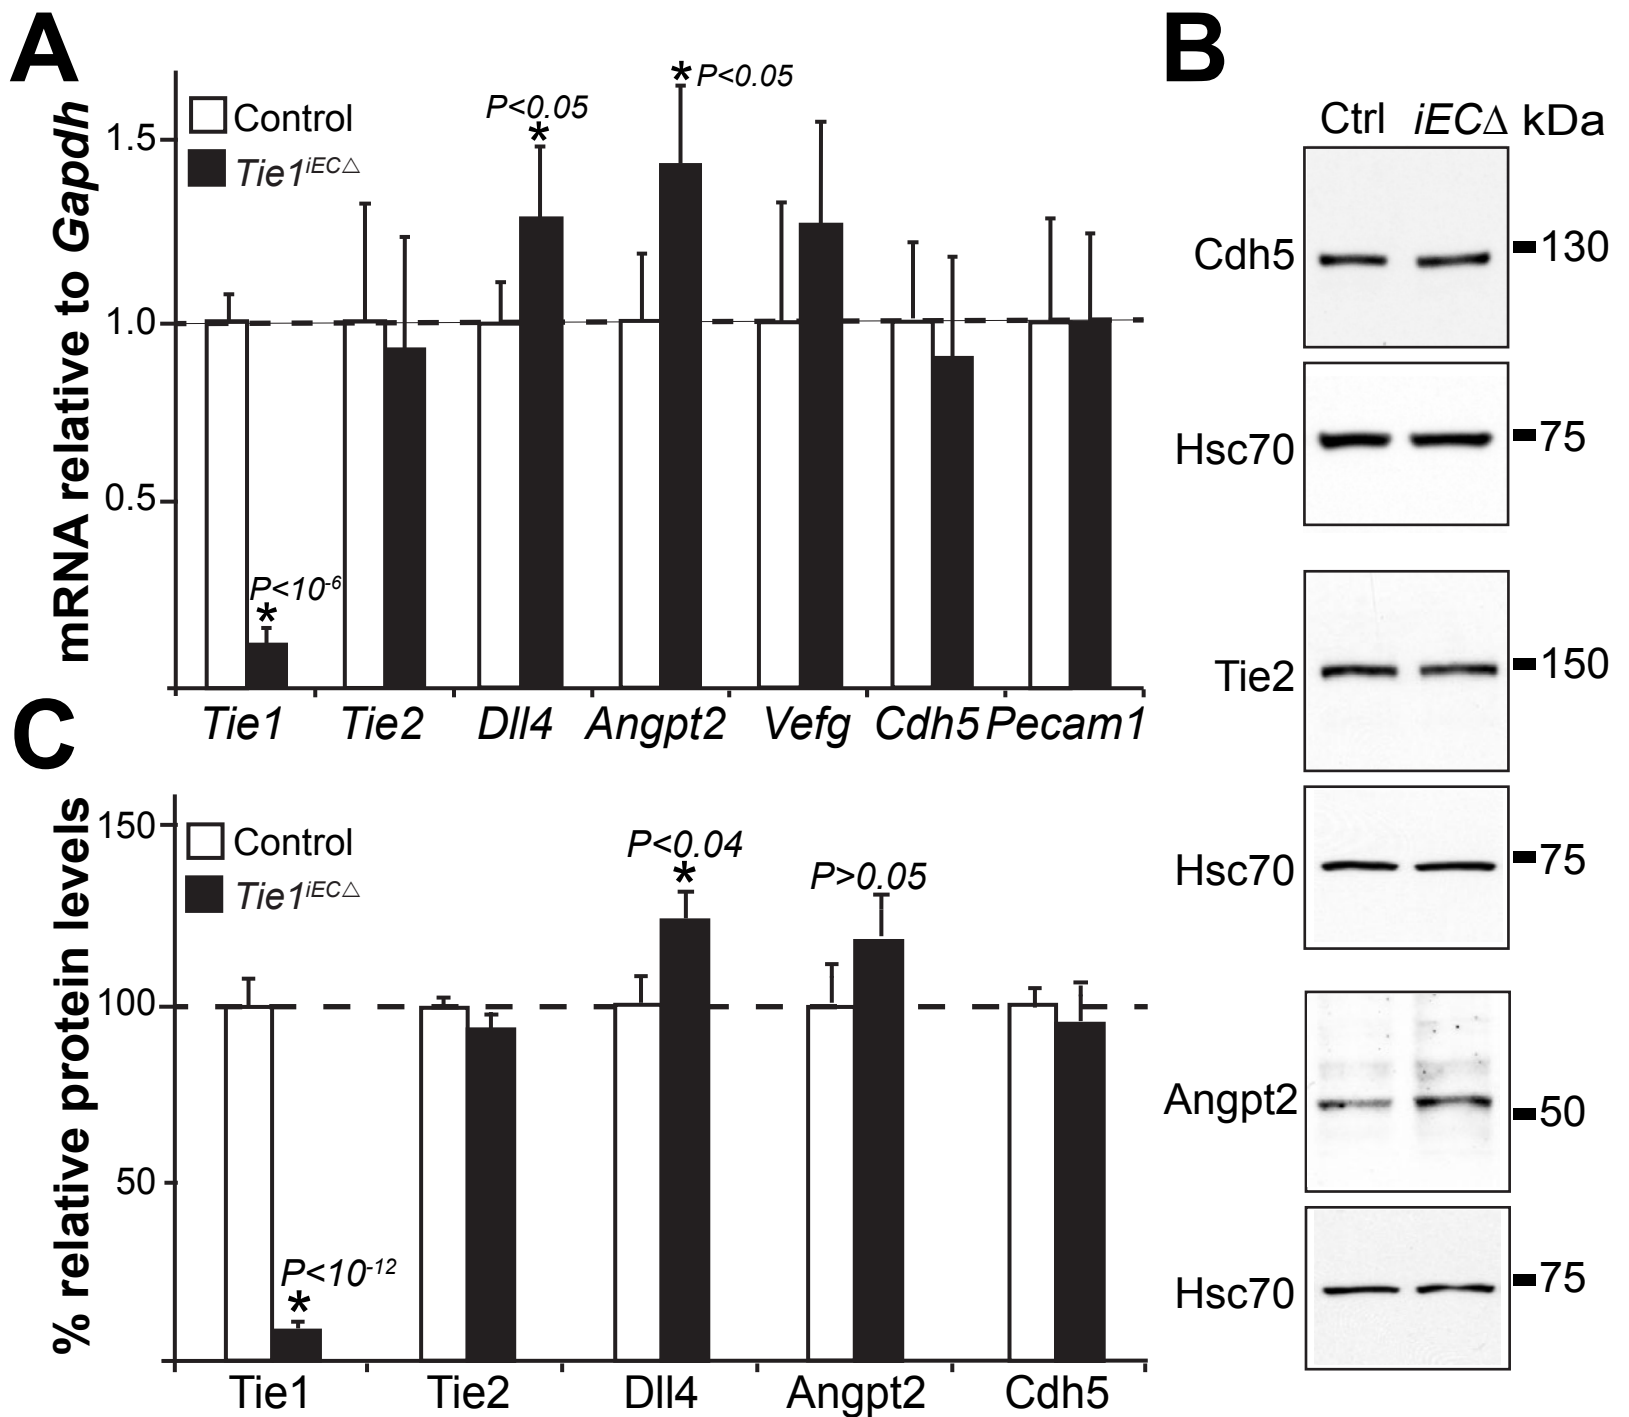 A
mRNA relative to Gapdh
1.5
1.0
0.5
Control
Tie1iEC△
P<10-6
*
P<0.05
*
* P<0.05
Tie1 Tie2 Dll4 Angpt2 Vefg Cdh5 Pecam1
B
Ctrl iECΔ kDa
Cdh5 130
Hsc70 75
Tie2 150
Hsc70 75
Angpt2 50
Hsc70 75
C
% relative protein levels
150
100
50
Control
Tie1iEC△
P<10-12
*
P<0.04
*
P>0.05
Tie1 Tie2 Dll4 Angpt2 Cdh5